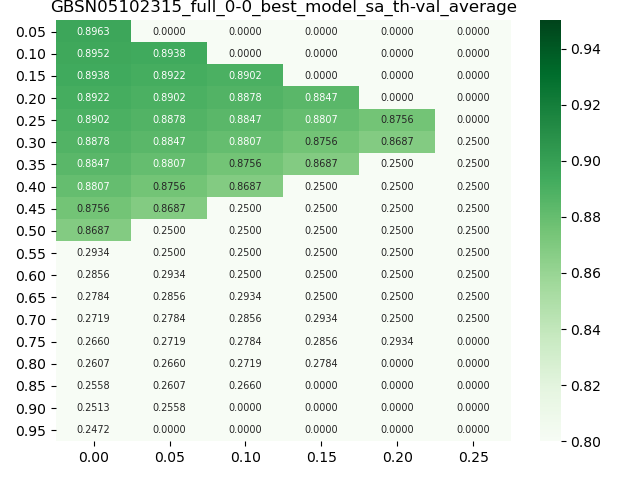 GBSN05102315_full_0-0_best_model_sa_th-val_average
0.05 0.8963 0.0000 0.0000 0.0000 0.0000 0.0000
0.10 0.8952 0.8938 0.0000 0.0000 0.0000 0.0000
0.15 0.8938 0.8922 0.8902 0.0000 0.0000 0.0000
0.20 0.8922 0.8902 0.8878 0.8847 0.0000 0.0000
0.25 0.8902 0.8878 0.8847 0.8807 0.8756 0.0000
0.30 0.8878 0.8847 0.8807 0.8756 0.8687 0.2500
0.35 0.8847 0.8807 0.8756 0.8687 0.2500 0.2500
0.40 0.8807 0.8756 0.8687 0.2500 0.2500 0.2500
0.45 0.8756 0.8687 0.2500 0.2500 0.2500 0.2500
0.50 0.8687 0.2500 0.2500 0.2500 0.2500 0.2500
0.55 0.2934 0.2500 0.2500 0.2500 0.2500 0.2500
0.60 0.2856 0.2934 0.2500 0.2500 0.2500 0.2500
0.65 0.2784 0.2856 0.2934 0.2500 0.2500 0.2500
0.70 0.2719 0.2784 0.2856 0.2934 0.2500 0.2500
0.75 0.2660 0.2719 0.2784 0.2856 0.2934 0.0000
0.80 0.2607 0.2660 0.2719 0.2784 0.0000 0.0000
0.85 0.2558 0.2607 0.2660 0.0000 0.0000 0.0000
0.90 0.2513 0.2558 0.0000 0.0000 0.0000 0.0000
0.95 0.2472 0.0000 0.0000 0.0000 0.0000 0.0000
0.00 0.05 0.10 0.15 0.20 0.25
0.94
0.92
0.90
0.88
0.86
0.84
0.82
0.80